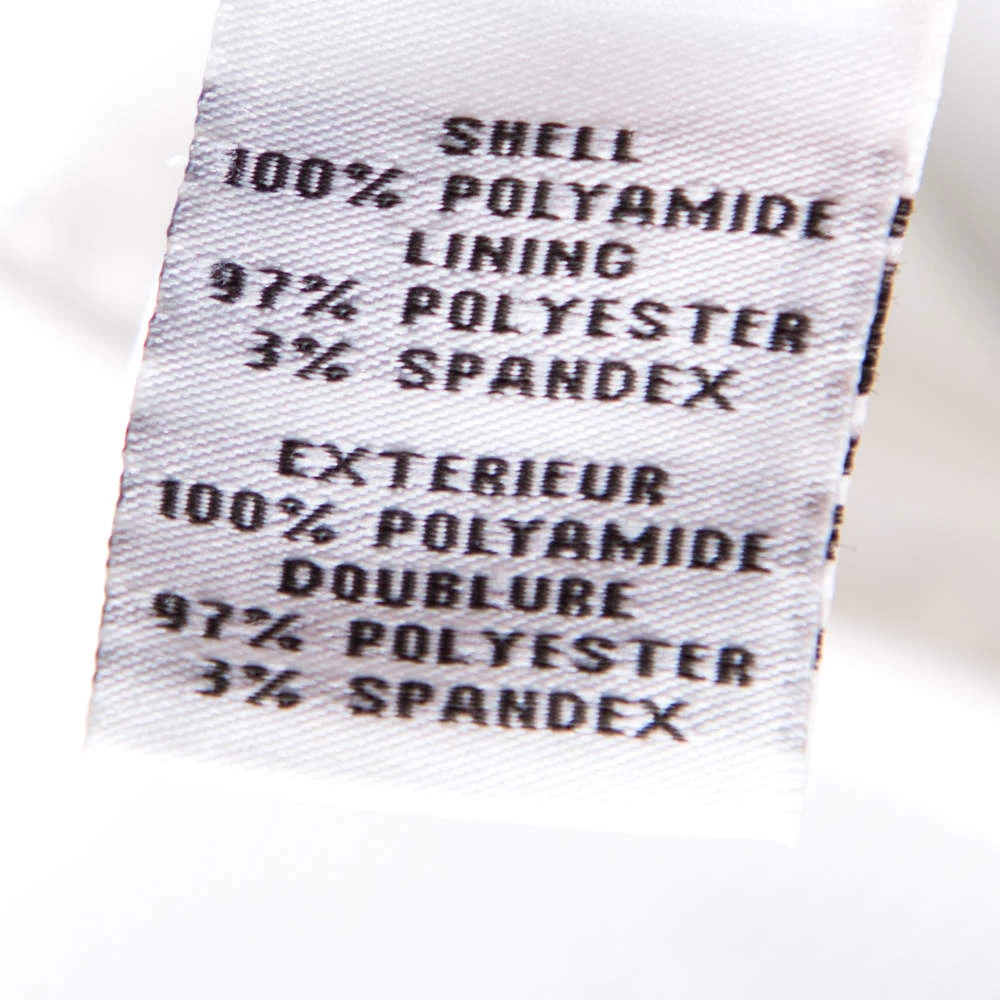 SHELL
100% POLYAMIDE
LINING
97% POLYESTER
3% SPANDEX
EXTERIEUR
100% POLYAMIDE
DOUBLURE
97% POLYESTER
3% SPANDEX